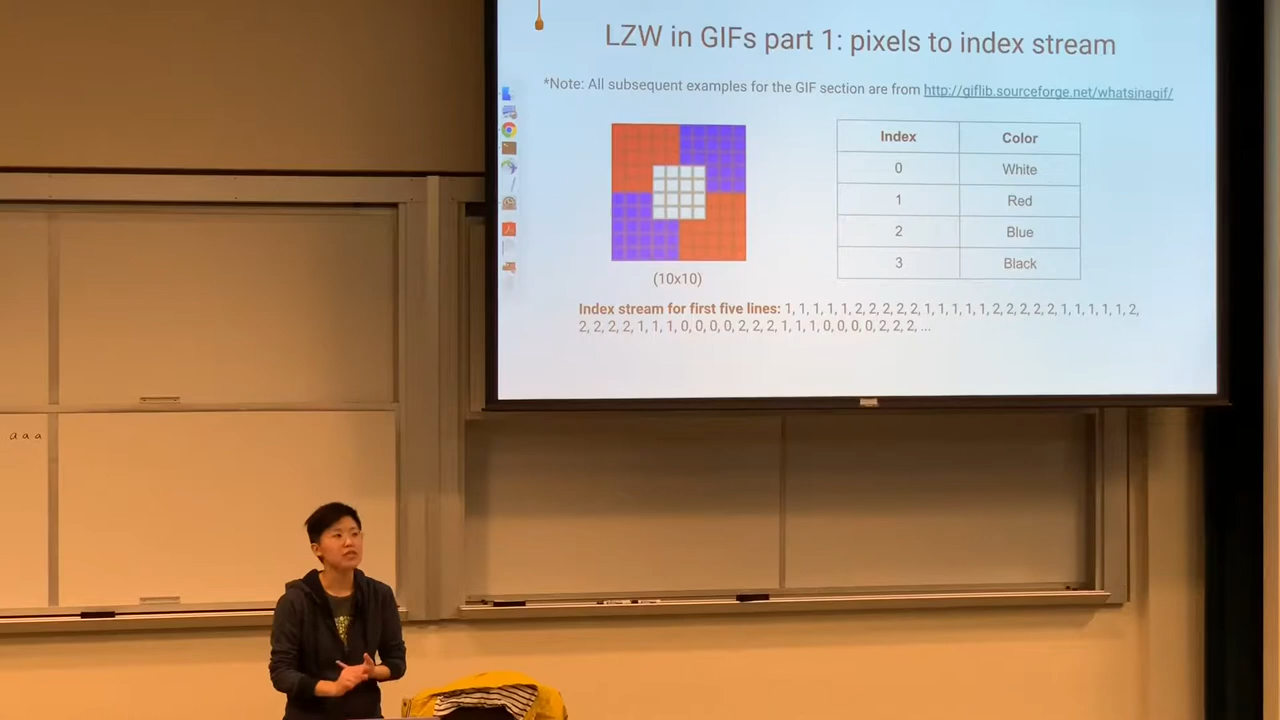 LZW in GIFs part 1: pixels to index stream
*Note: All subsequent examples for the GIF section are from http://giflib.sourceforge.net/whatsinagif/
Index Color
0 White
1 Red
2 Blue
3 Black
(10x10)
Index stream for first five lines: 1, 1, 1, 1, 1, 2, 2, 2, 2, 2, 1, 1, 1, 1, 1, 2, 2, 2, 2, 2, 1, 1, 1, 1, 1, 2,
2, 2, 2, 2, 1, 1, 1, 0, 0, 0, 0, 2, 2, 2, 1, 1, 1, 0, 0, 0, 0, 2, 2, 2, ...
a a a